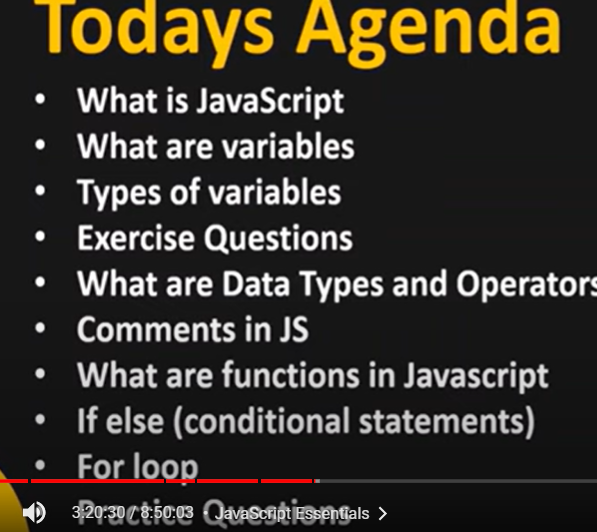 Todays Agenda
• What is JavaScript
• What are variables
• Types of variables
• Exercise Questions
• What are Data Types and Operators
• Comments in JS
• What are functions in Javascript
• If else (conditional statements)
• For loop
Practice Questions
3:20:30 / 8:50:03 • JavaScript Essentials >